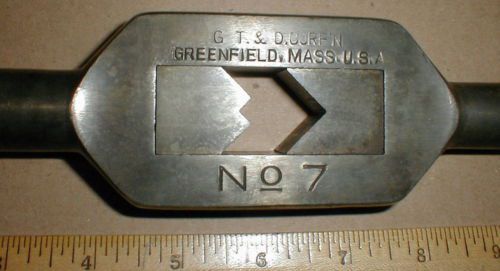 G. T. & D. CORP'N
GREENFIELD, MASS. U.S.A
No 7
4 5 6 7 8 9